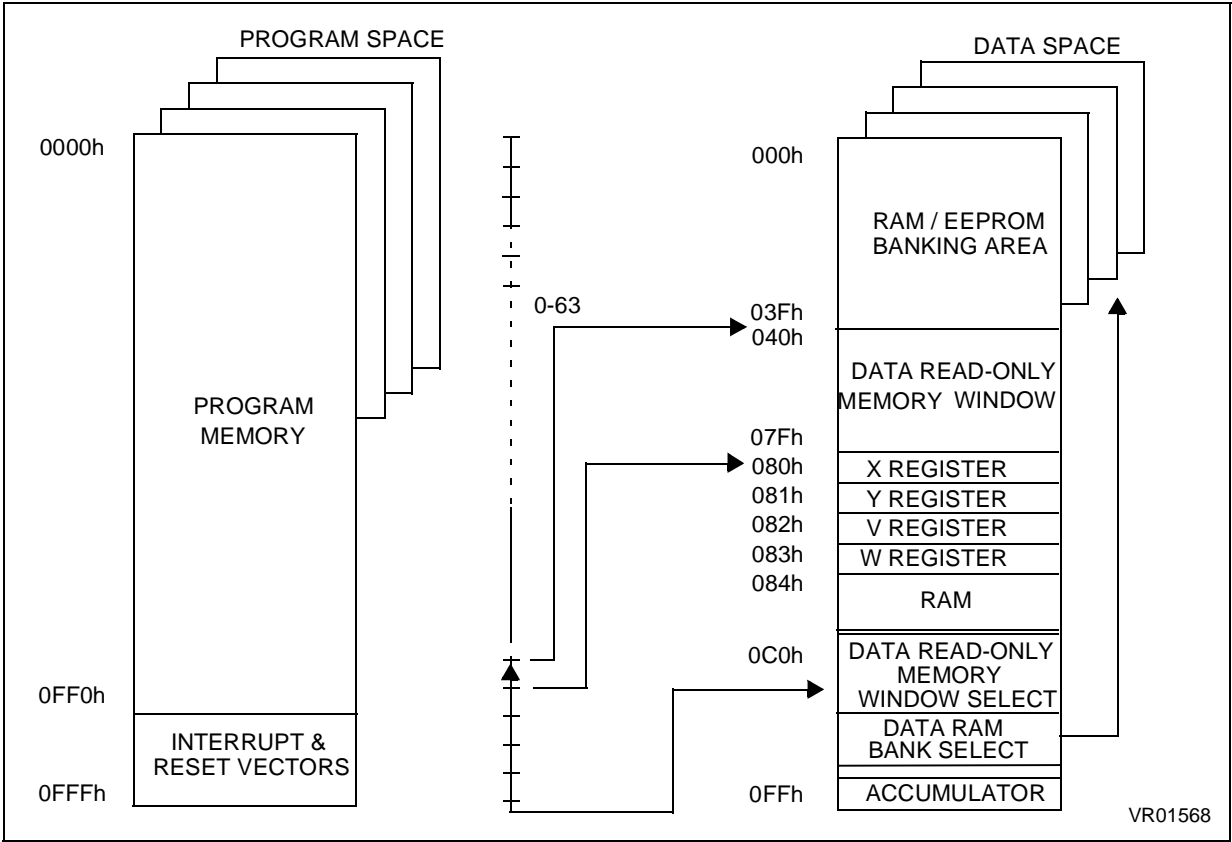 PROGRAM SPACE
0000h
PROGRAM
MEMORY
0FF0h
INTERRUPT &
RESET VECTORS
0FFFh
0-63
DATA SPACE
000h
RAM / EEPROM
BANKING AREA
03Fh
040h
DATA READ-ONLY
MEMORY WINDOW
07Fh
080h
X REGISTER
081h
Y REGISTER
082h
V REGISTER
083h
W REGISTER
084h
RAM
0C0h
DATA READ-ONLY
MEMORY
WINDOW SELECT
DATA RAM
BANK SELECT
0FFh
ACCUMULATOR
VR01568